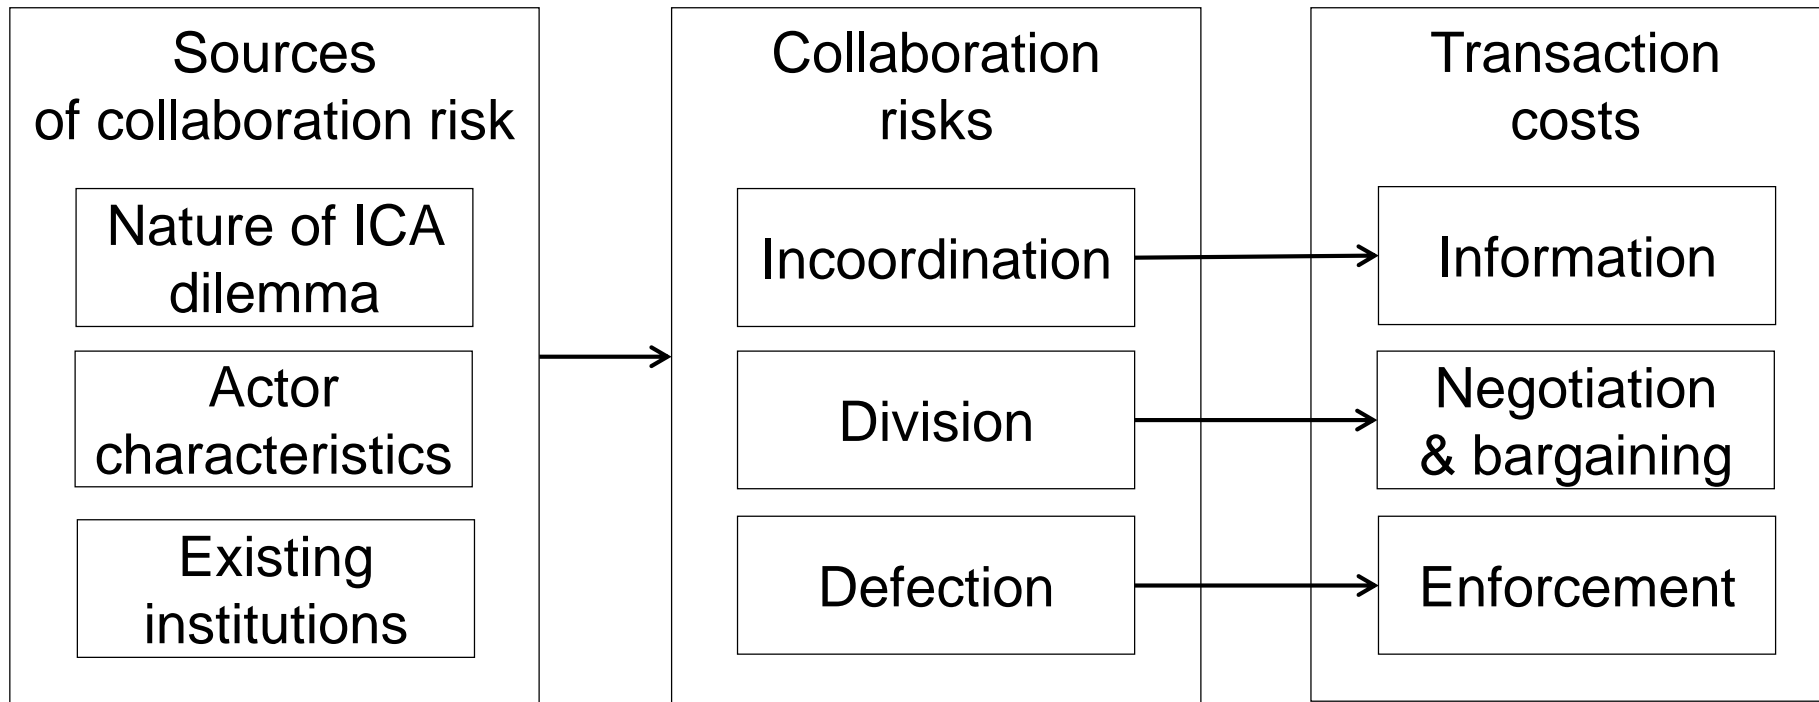 Sources
of collaboration risk
Nature of ICA
dilemma
Actor
characteristics
Existing
institutions
Collaboration
risks
Incoordination
Division
Defection
Transaction
costs
Information
Negotiation
& bargaining
Enforcement